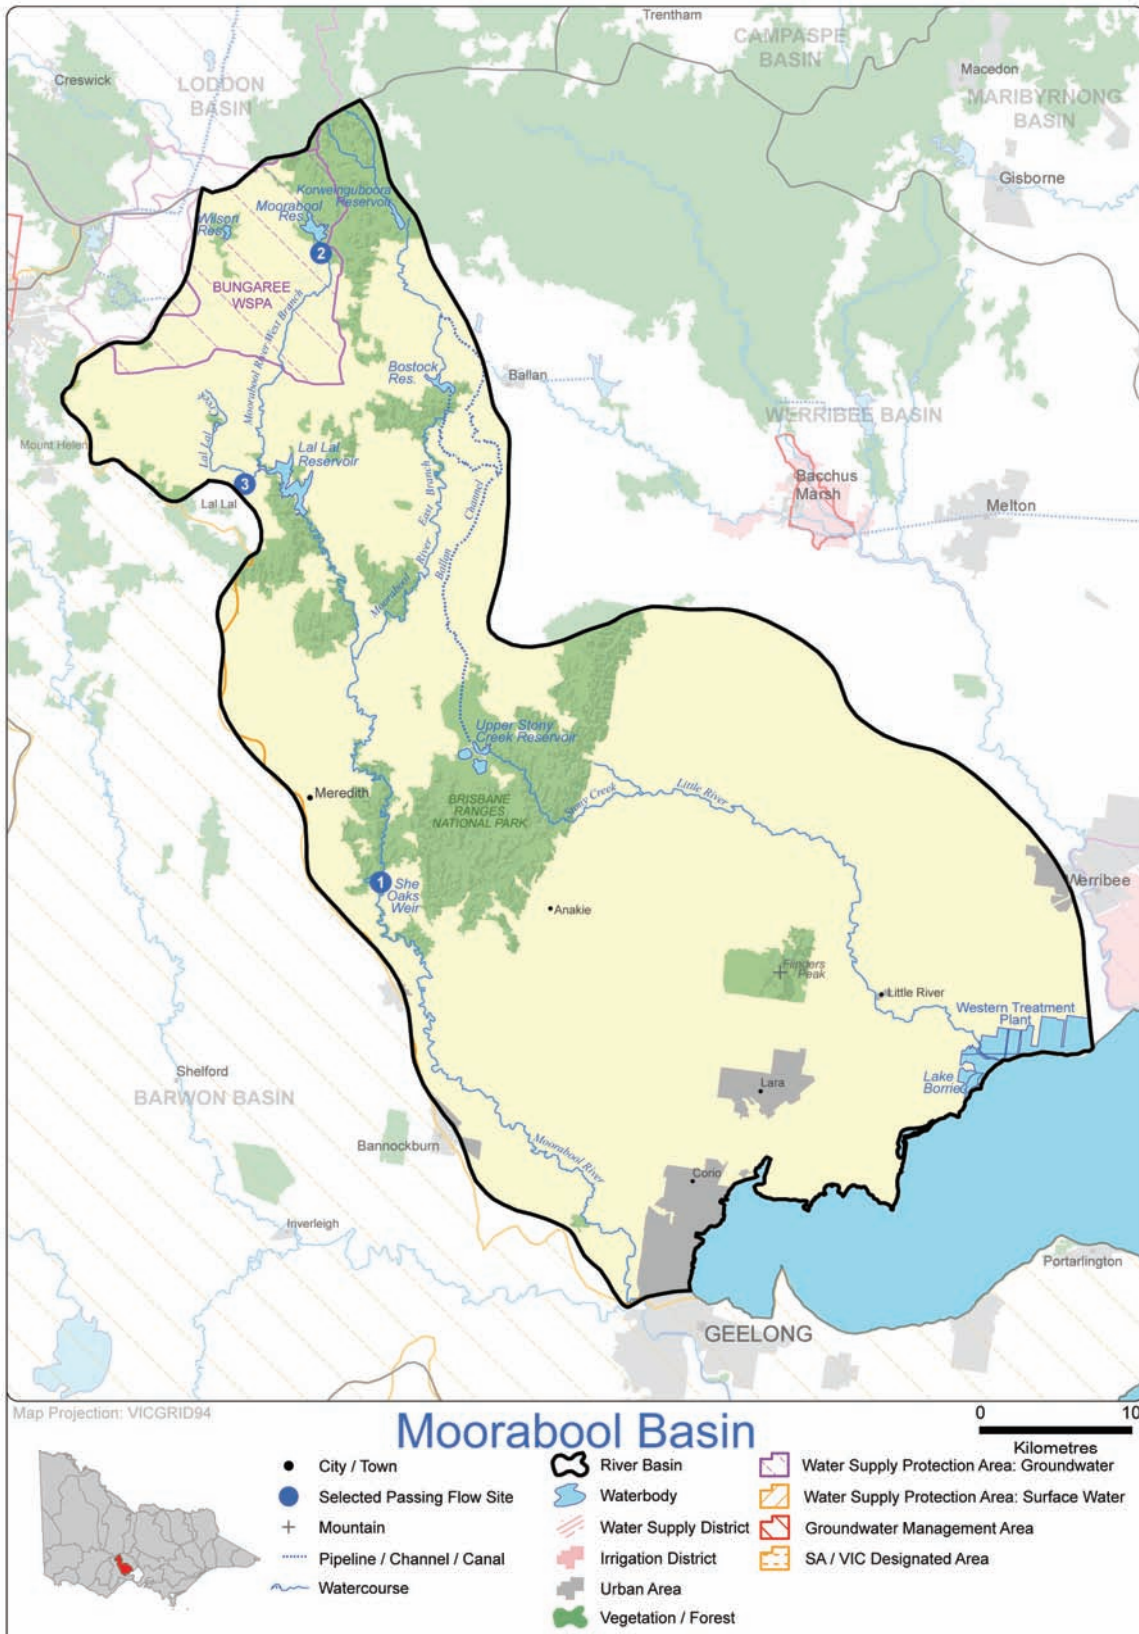 Trentham
CAMPASPE
BASIN
Creswick
LODDON
BASIN
Macedon
MARIBYRNONG
BASIN
Gisborne
Korweinguboora
Reservoir
Moorabool
Res.
Wilson
Res.
2
BUNGAREE
WSPA
Moorabool River West Branch
Bostock
Res.
Ballan
WERRIBEE BASIN
Lal Lal Creek
Mount Helen
Lal Lal
Reservoir
Bacchus
Marsh
3
Lal Lal
Melton
Moorabool River East Branch
Ballan Channel
Upper Stony
Creek Reservoir
Meredith
BRISBANE
RANGES
NATIONAL PARK
Stony Creek
Little River
1
She
Oaks
Weir
Werribee
Anakie
Flinders
Peak
Little River
Western Treatment
Plant
Lake
Borrie
Shelford
BARWON BASIN
Lara
Bannockburn
Moorabool River
Corio
Inverleigh
Portarlington
GEELONG
Map Projection: VICGRID94
Moorabool Basin
0 10
Kilometres
City / Town
Selected Passing Flow Site
Mountain
Pipeline / Channel / Canal
Watercourse
River Basin
Waterbody
Water Supply District
Irrigation District
Urban Area
Vegetation / Forest
Water Supply Protection Area: Groundwater
Water Supply Protection Area: Surface Water
Groundwater Management Area
SA / VIC Designated Area